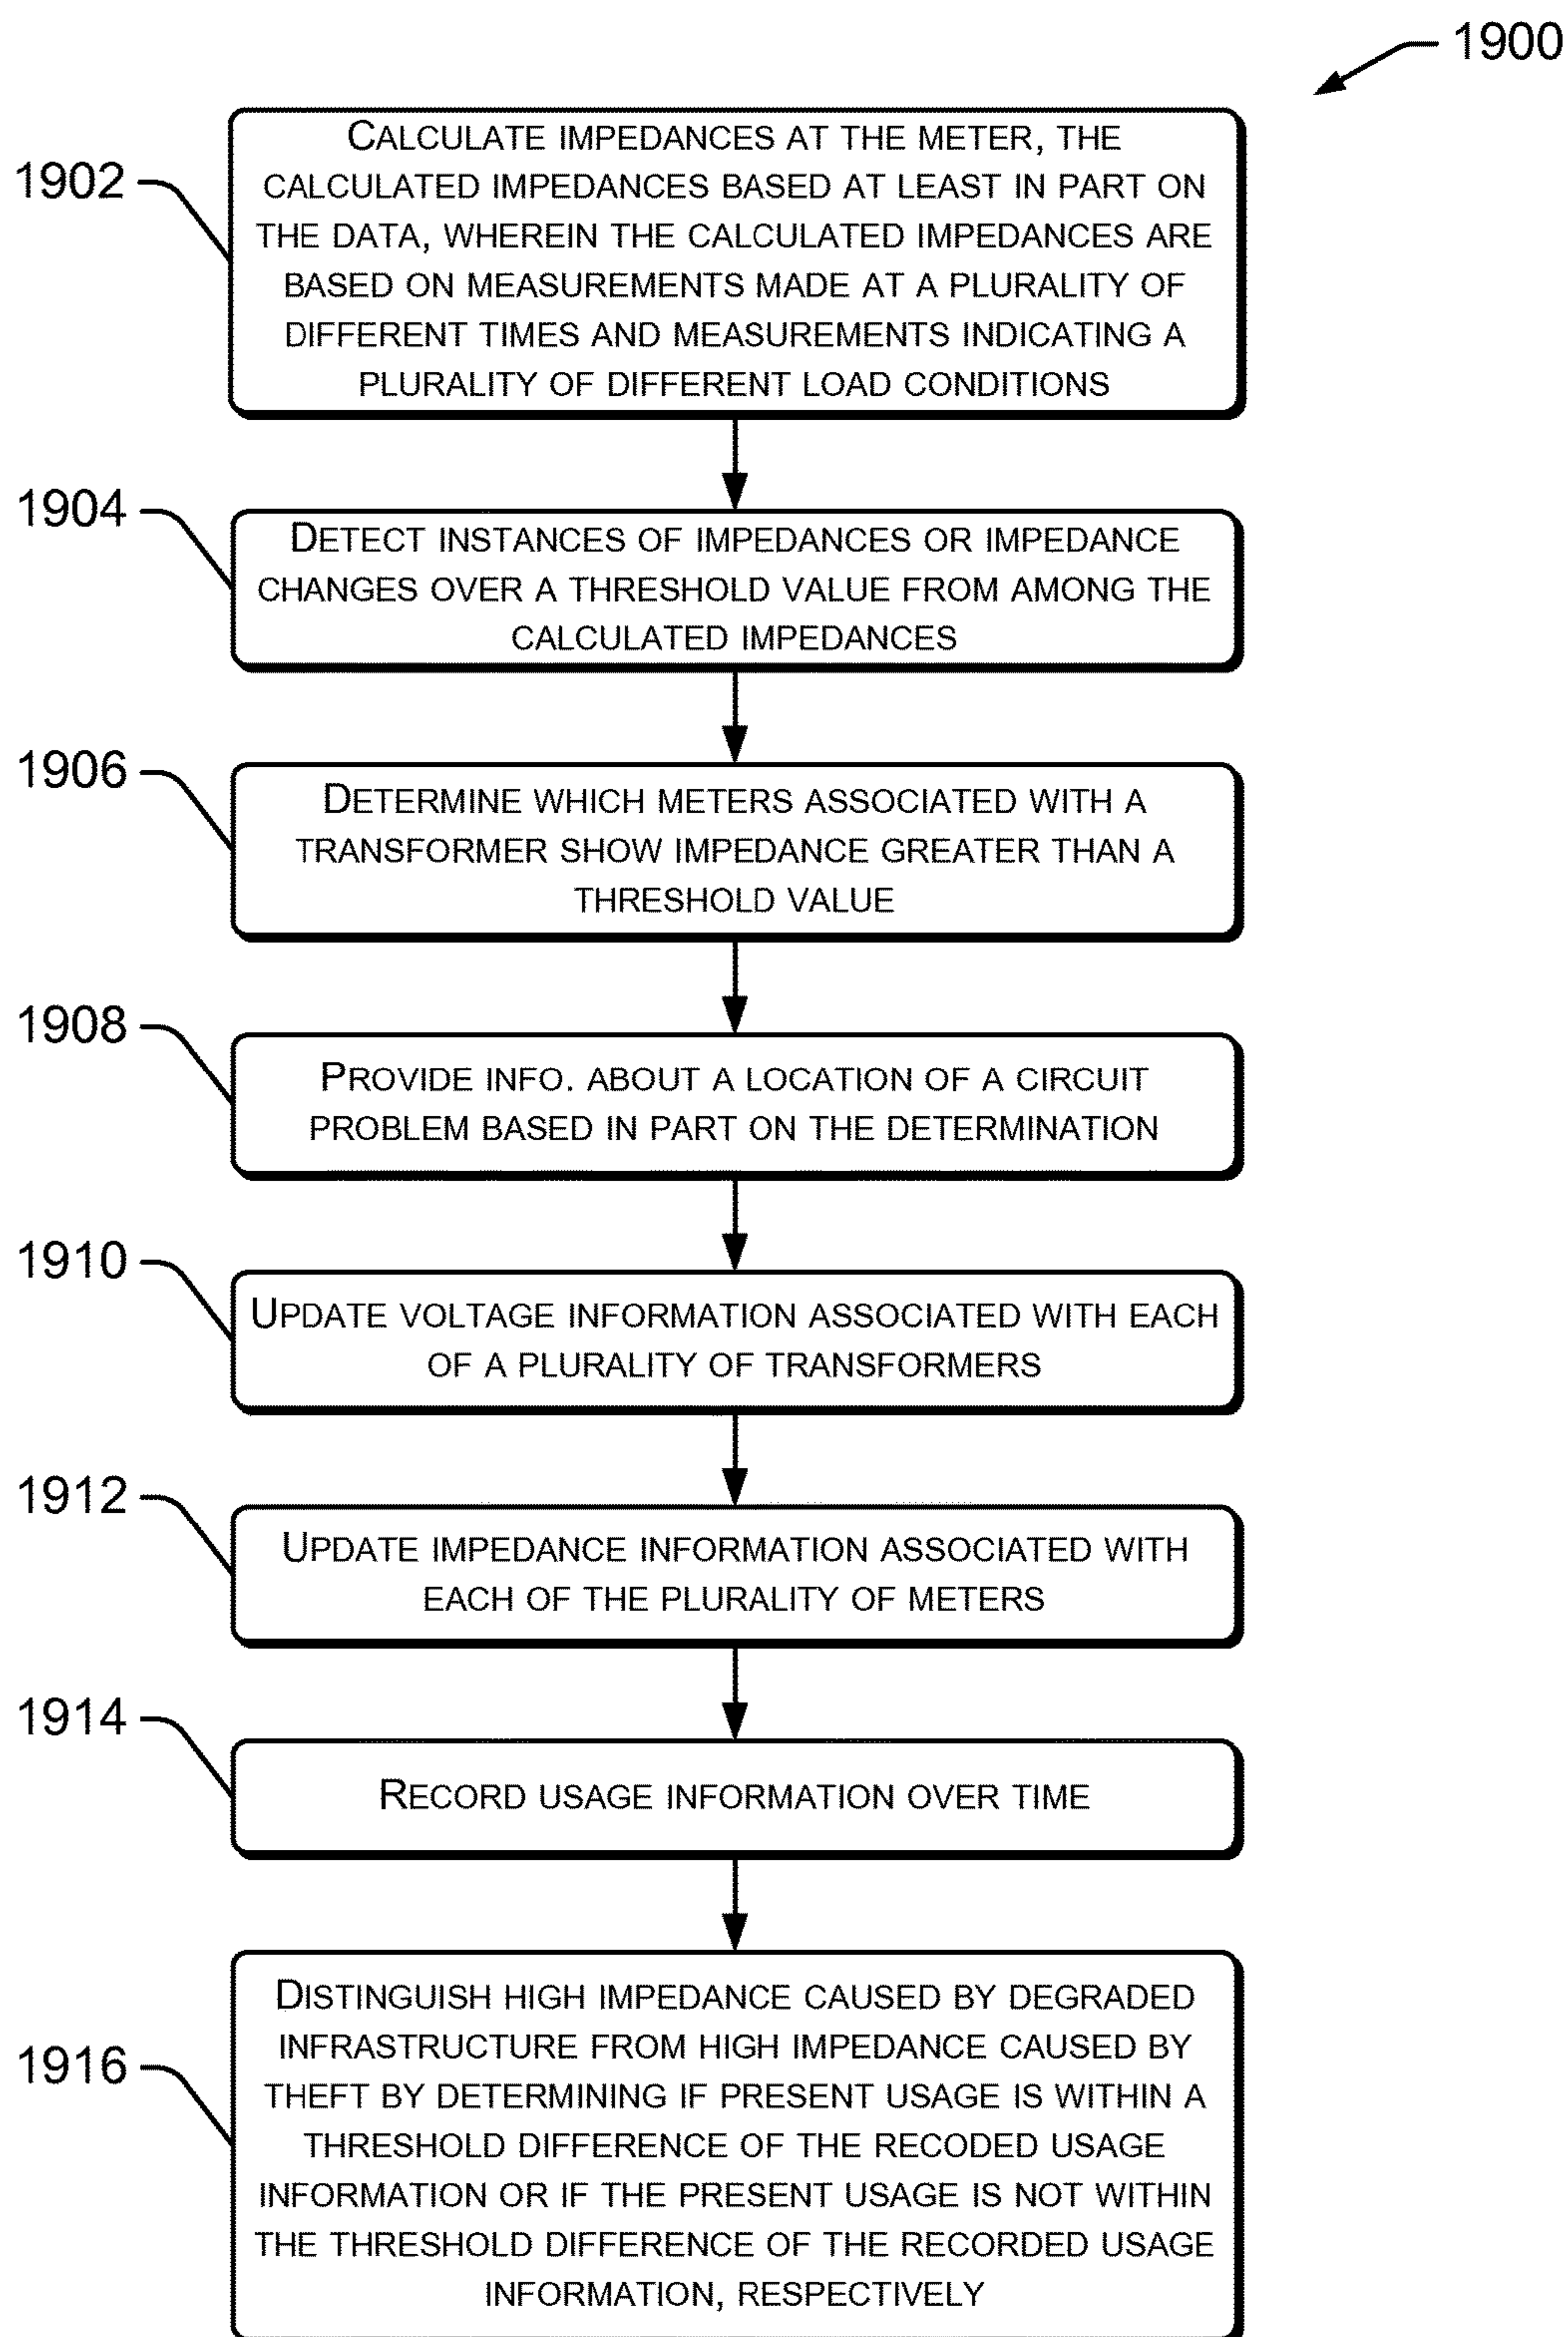 1900
1902
CALCULATE IMPEDANCES AT THE METER, THE
CALCULATED IMPEDANCES BASED AT LEAST IN PART ON
THE DATA, WHEREIN THE CALCULATED IMPEDANCES ARE
BASED ON MEASUREMENTS MADE AT A PLURALITY OF
DIFFERENT TIMES AND MEASUREMENTS INDICATING A
PLURALITY OF DIFFERENT LOAD CONDITIONS
1904
DETECT INSTANCES OF IMPEDANCES OR IMPEDANCE
CHANGES OVER A THRESHOLD VALUE FROM AMONG THE
CALCULATED IMPEDANCES
1906
DETERMINE WHICH METERS ASSOCIATED WITH A
TRANSFORMER SHOW IMPEDANCE GREATER THAN A
THRESHOLD VALUE
1908
PROVIDE INFO. ABOUT A LOCATION OF A CIRCUIT
PROBLEM BASED IN PART ON THE DETERMINATION
1910
UPDATE VOLTAGE INFORMATION ASSOCIATED WITH EACH
OF A PLURALITY OF TRANSFORMERS
1912
UPDATE IMPEDANCE INFORMATION ASSOCIATED WITH
EACH OF THE PLURALITY OF METERS
1914
RECORD USAGE INFORMATION OVER TIME
1916
DISTINGUISH HIGH IMPEDANCE CAUSED BY DEGRADED
INFRASTRUCTURE FROM HIGH IMPEDANCE CAUSED BY
THEFT BY DETERMINING IF PRESENT USAGE IS WITHIN A
THRESHOLD DIFFERENCE OF THE RECODED USAGE
INFORMATION OR IF THE PRESENT USAGE IS NOT WITHIN
THE THRESHOLD DIFFERENCE OF THE RECORDED USAGE
INFORMATION, RESPECTIVELY